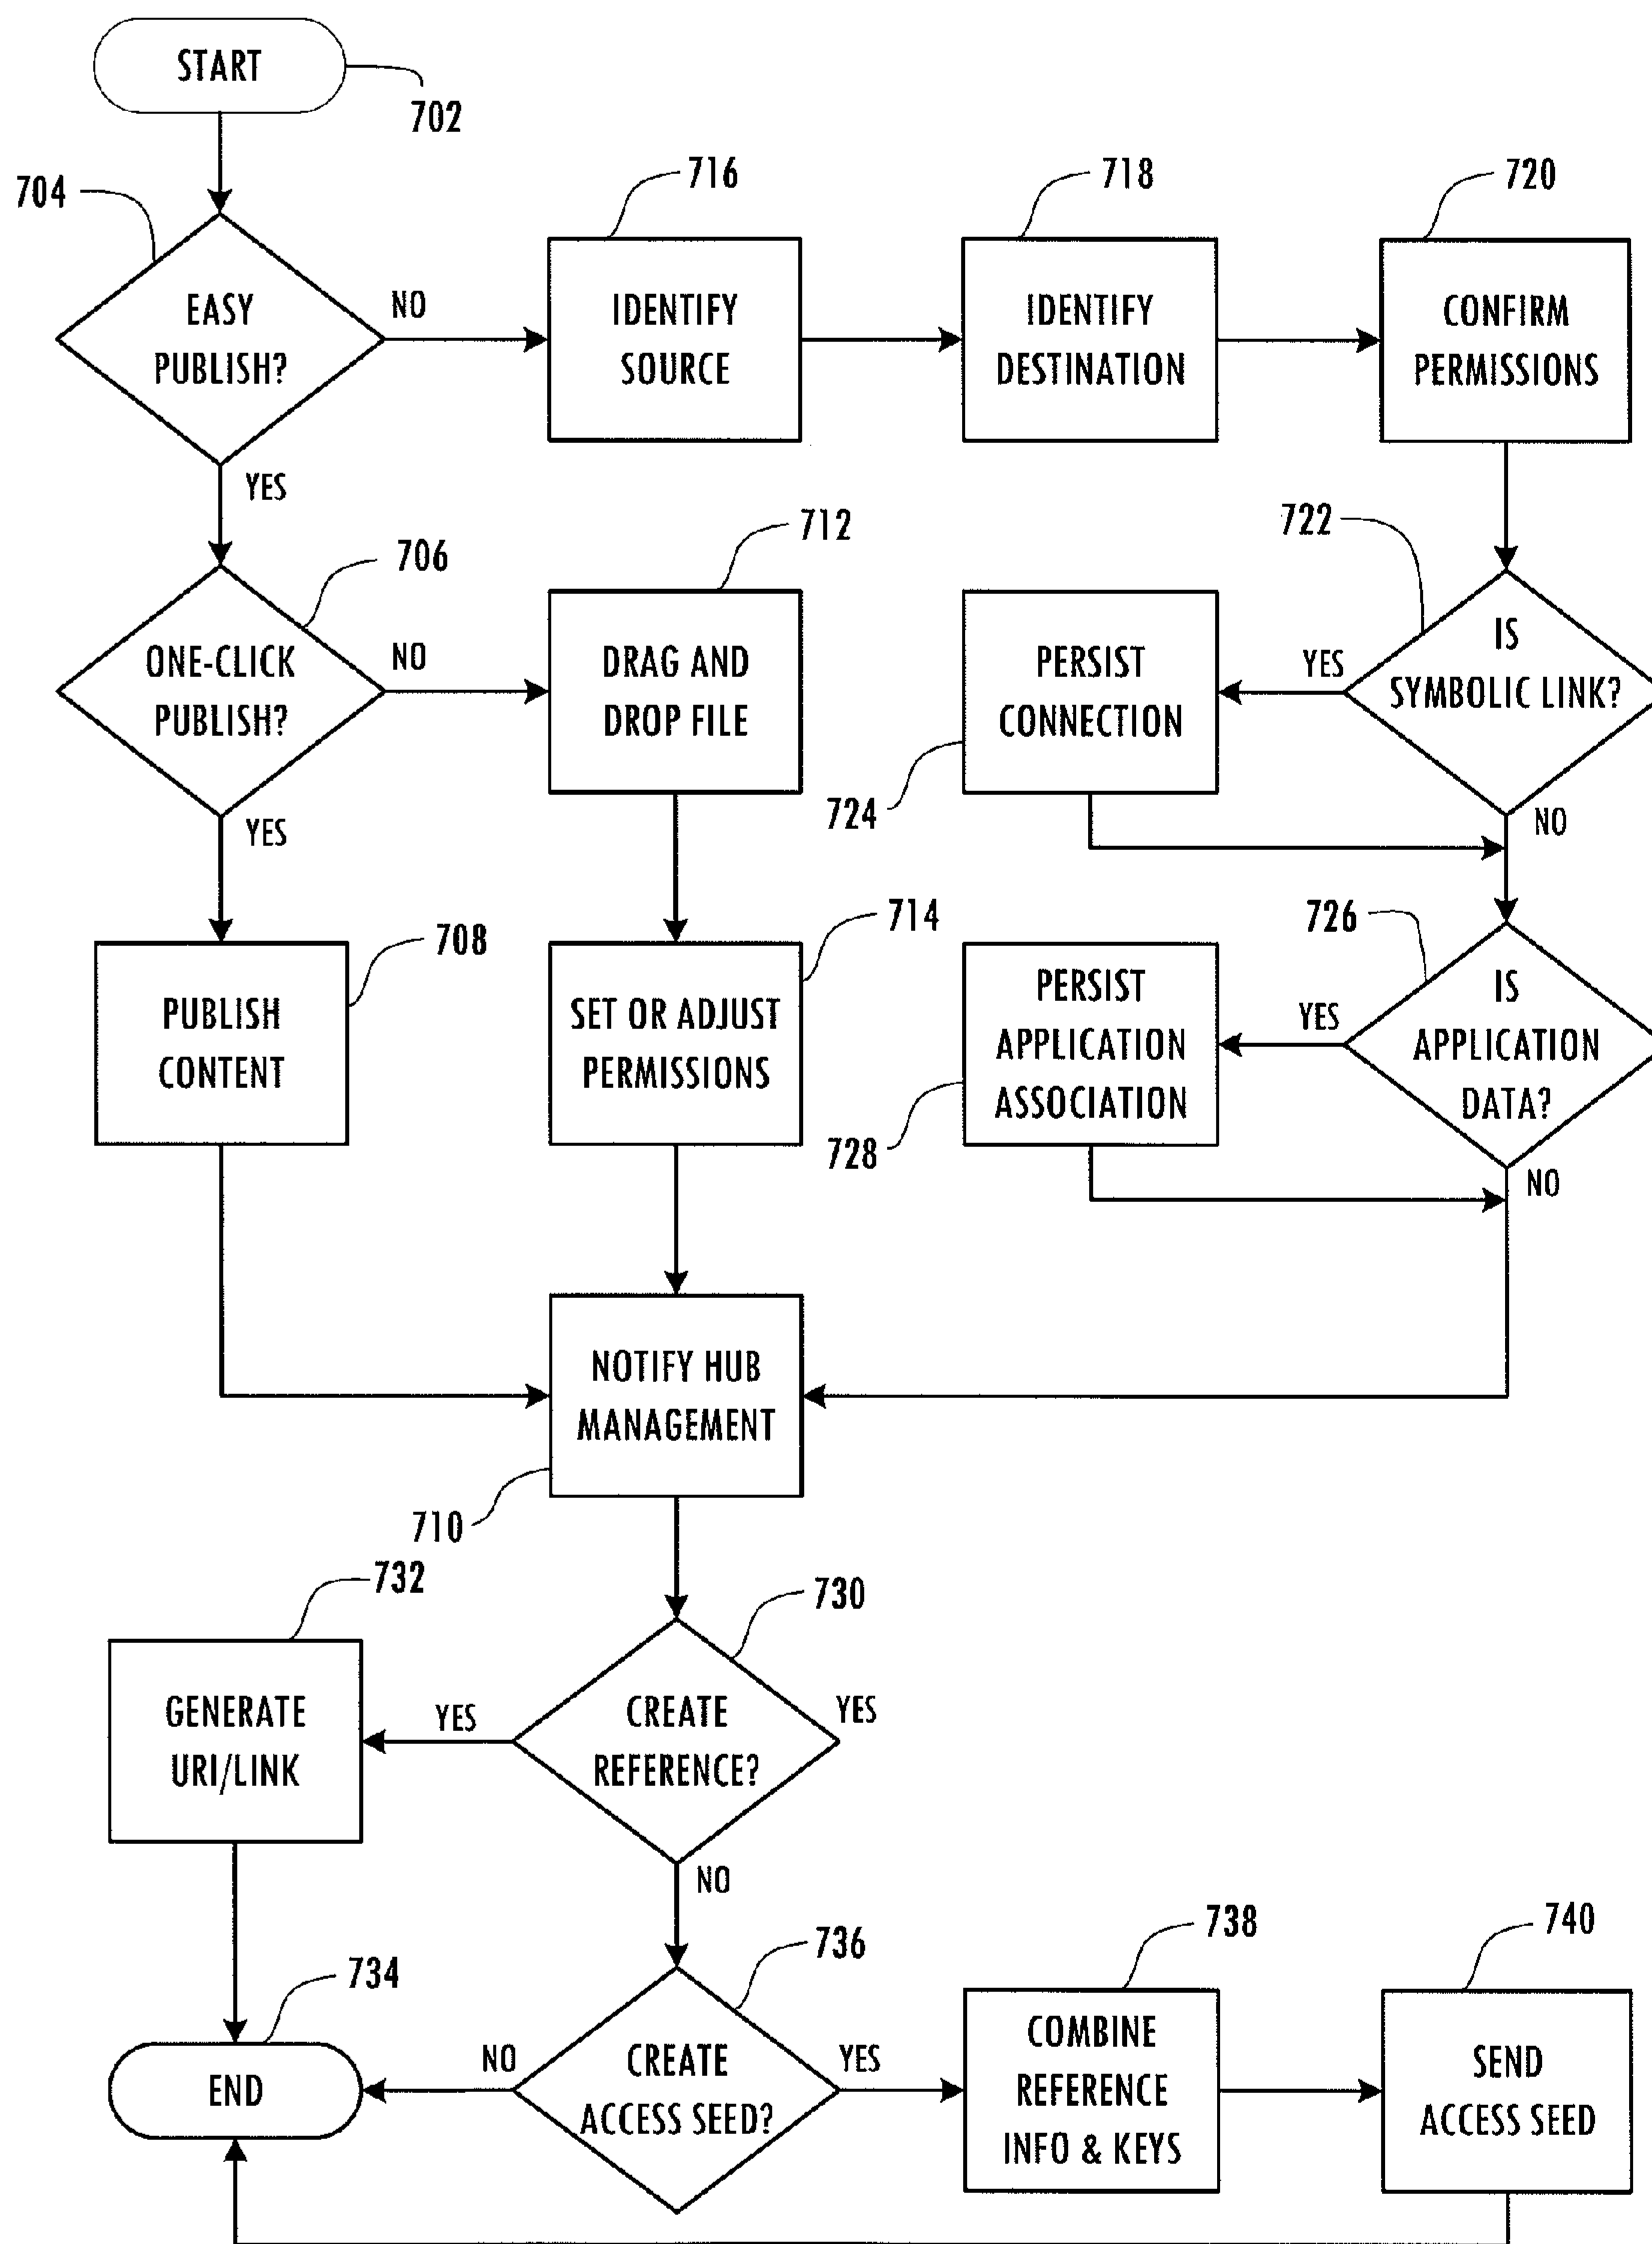 START
702
704
716
718
720
EASY
PUBLISH?
NO
IDENTIFY
SOURCE
IDENTIFY
DESTINATION
CONFIRM
PERMISSIONS
YES
706
712
722
ONE-CLICK
PUBLISH?
NO
DRAG AND
DROP FILE
PERSIST
CONNECTION
YES
IS
SYMBOLIC LINK?
724
YES
NO
708
714
726
PUBLISH
CONTENT
SET OR ADJUST
PERMISSIONS
PERSIST
APPLICATION
ASSOCIATION
YES
IS
APPLICATION
DATA?
728
NO
NOTIFY HUB
MANAGEMENT
710
732
730
GENERATE
URI/LINK
YES
CREATE
REFERENCE?
YES
NO
734
736
738
740
END
NO
CREATE
ACCESS SEED?
YES
COMBINE
REFERENCE
INFO & KEYS
SEND
ACCESS SEED